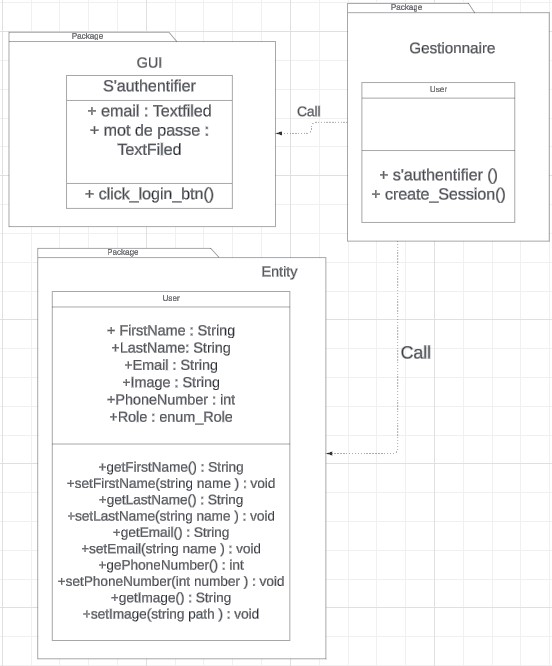 Package
GUI
S'authentifier
+ email : Textfiled
+ mot de passe :
TextFiled
+ click_login_btn()
Call
Package
Gestionnaire
User
+ s'authentifier ()
+ create_Session()
Call
Package
Entity
User
+ FirstName : String
+LastName: String
+Email : String
+Image : String
+PhoneNumber : int
+Role : enum_Role
+getFirstName() : String
+setFirstName(string name ) : void
+getLastName() : String
+setLastName(string name ) : void
+getEmail() : String
+setEmail(string name ) : void
+gePhoneNumber() : int
+setPhoneNumber(int number ) : void
+getImage() : String
+setImage(string path ) : void